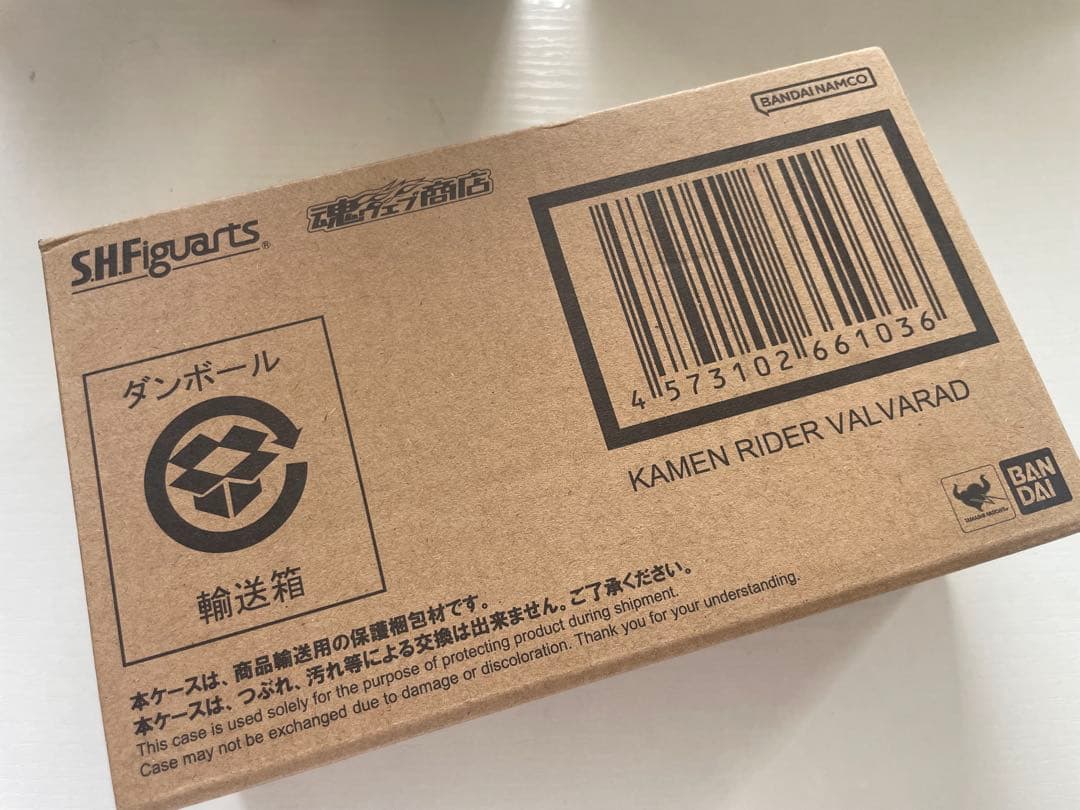 BANDAI NAMCO
S.H.Figuarts®
魂ウェブ商店
4 573102 661036
KAMEN RIDER VALVARAD
ダンボール
輸送箱
TAMASHII NATIONS
BAN
DAI
本ケースは、商品輸送用の保護梱包材です。
本ケースは、つぶれ、汚れ等による交換は出来ません。ご了承ください。
This case is used solely for the purpose of protecting product during shipment.
Case may not be exchanged due to damage or discoloration. Thank you for your understanding.